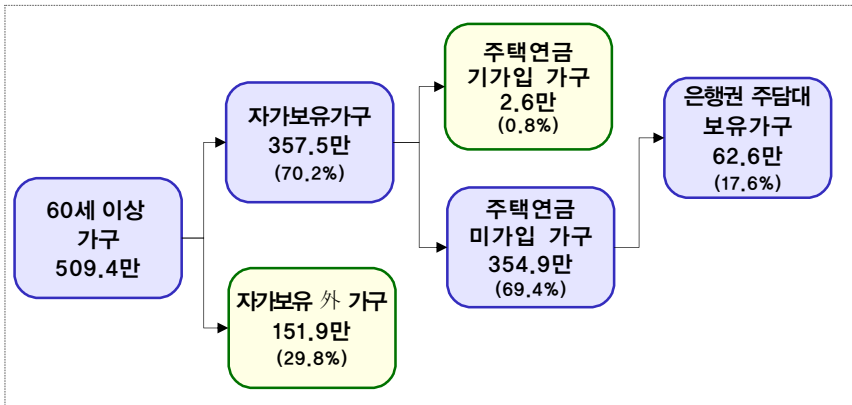 60세 이상
가구
509.4만
자가보유가구
357.5만
(70.2%)
자가보유 外 가구
151.9만
(29.8%)
주택연금
기가입 가구
2.6만
(0.8%)
주택연금
미가입 가구
354.9만
(69.4%)
은행권 주담대
보유가구
62.6만
(17.6%)